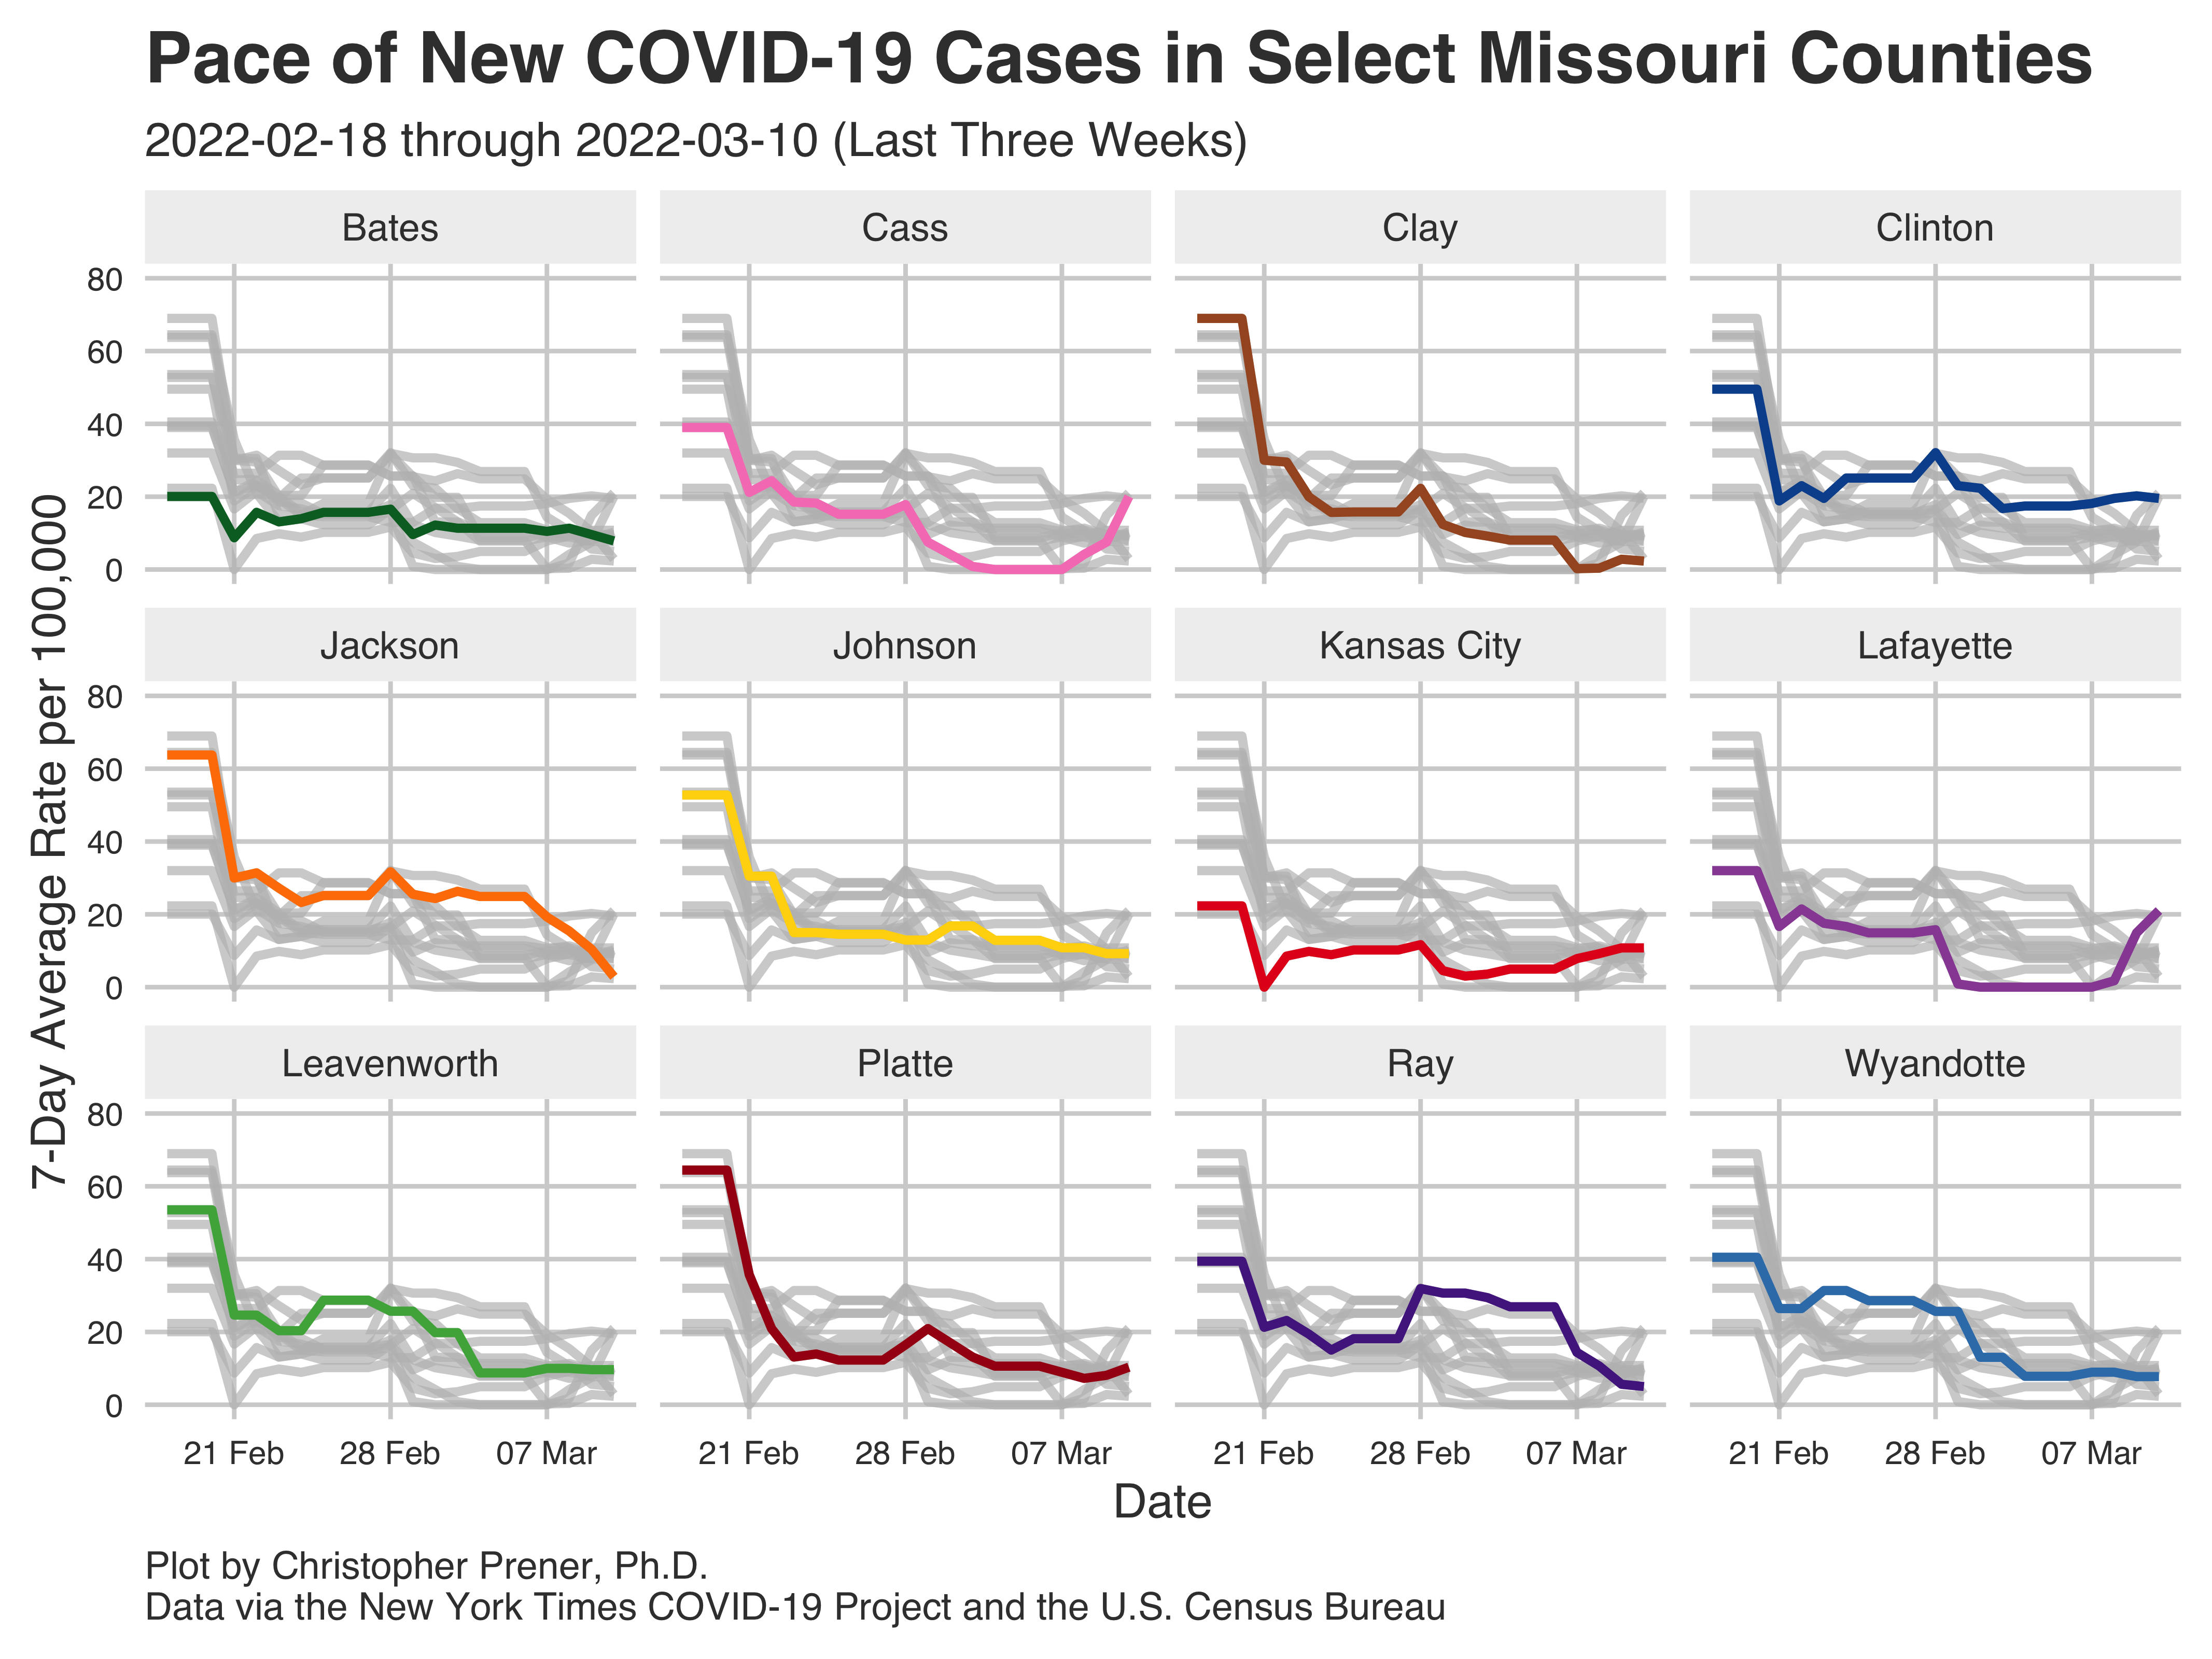 Pace of New COVID-19 Cases in Select Missouri Counties
2022-02-18 through 2022-03-10 (Last Three Weeks)
Bates
Cass
Clay
Clinton
80
60
40
20
0
Jackson
Johnson
Kansas City
Lafayette
80
60
40
20
0
7-Day Average Rate per 100,000
Leavenworth
Platte
Ray
Wyandotte
80
60
40
20
0
21 Feb 28 Feb 07 Mar
21 Feb 28 Feb 07 Mar
21 Feb 28 Feb 07 Mar
21 Feb 28 Feb 07 Mar
Date
Plot by Christopher Prener, Ph.D.
Data via the New York Times COVID-19 Project and the U.S. Census Bureau